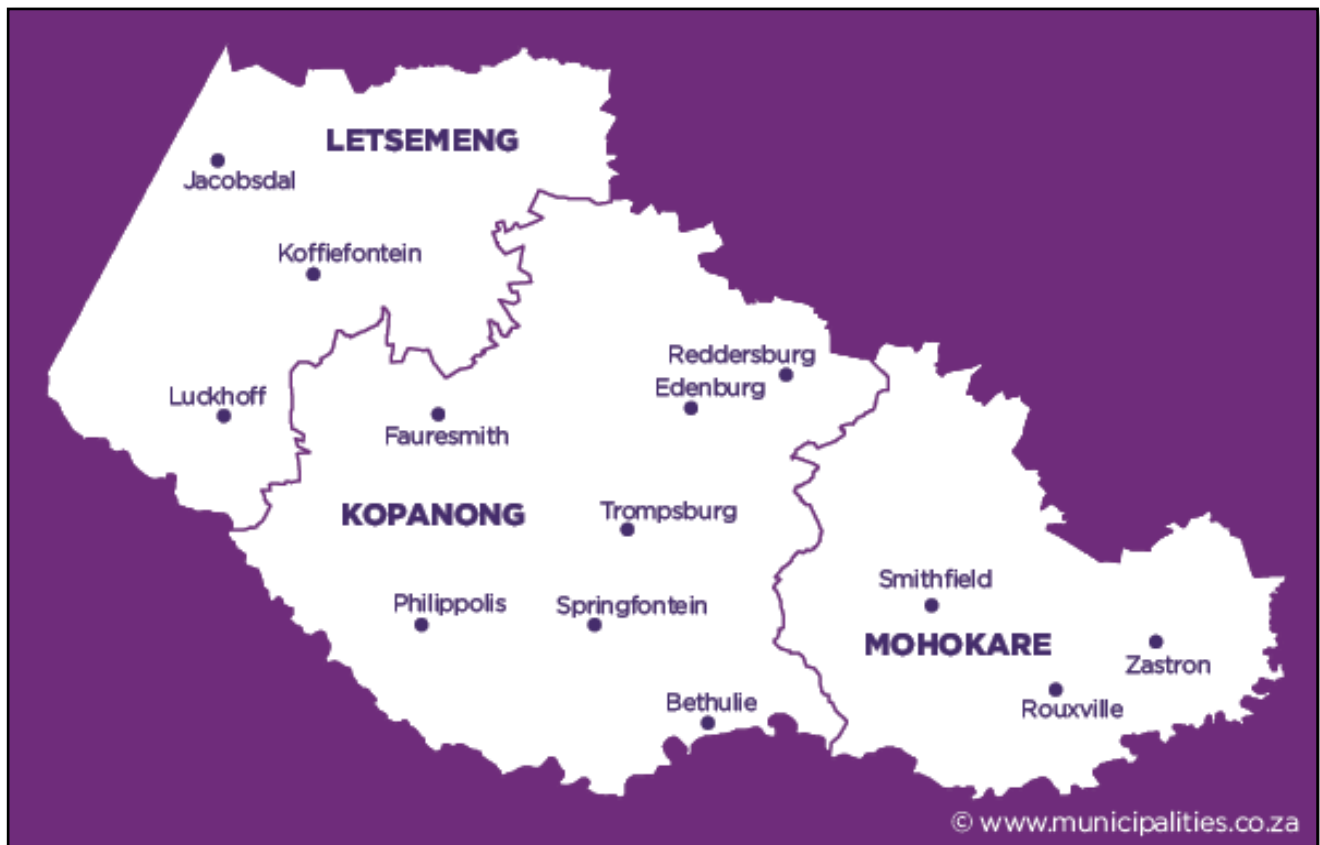 LETSEMENG
Jacobsdal
Koffiefontein
Reddersburg
Edenburg
Luckhoff
Fauresmith
KOPANONG
Trompsburg
Smithfield
Philippolis
Springfontein
MOHOKARE
Zastron
Bethulie
Rouxville
© www.municipalities.co.za